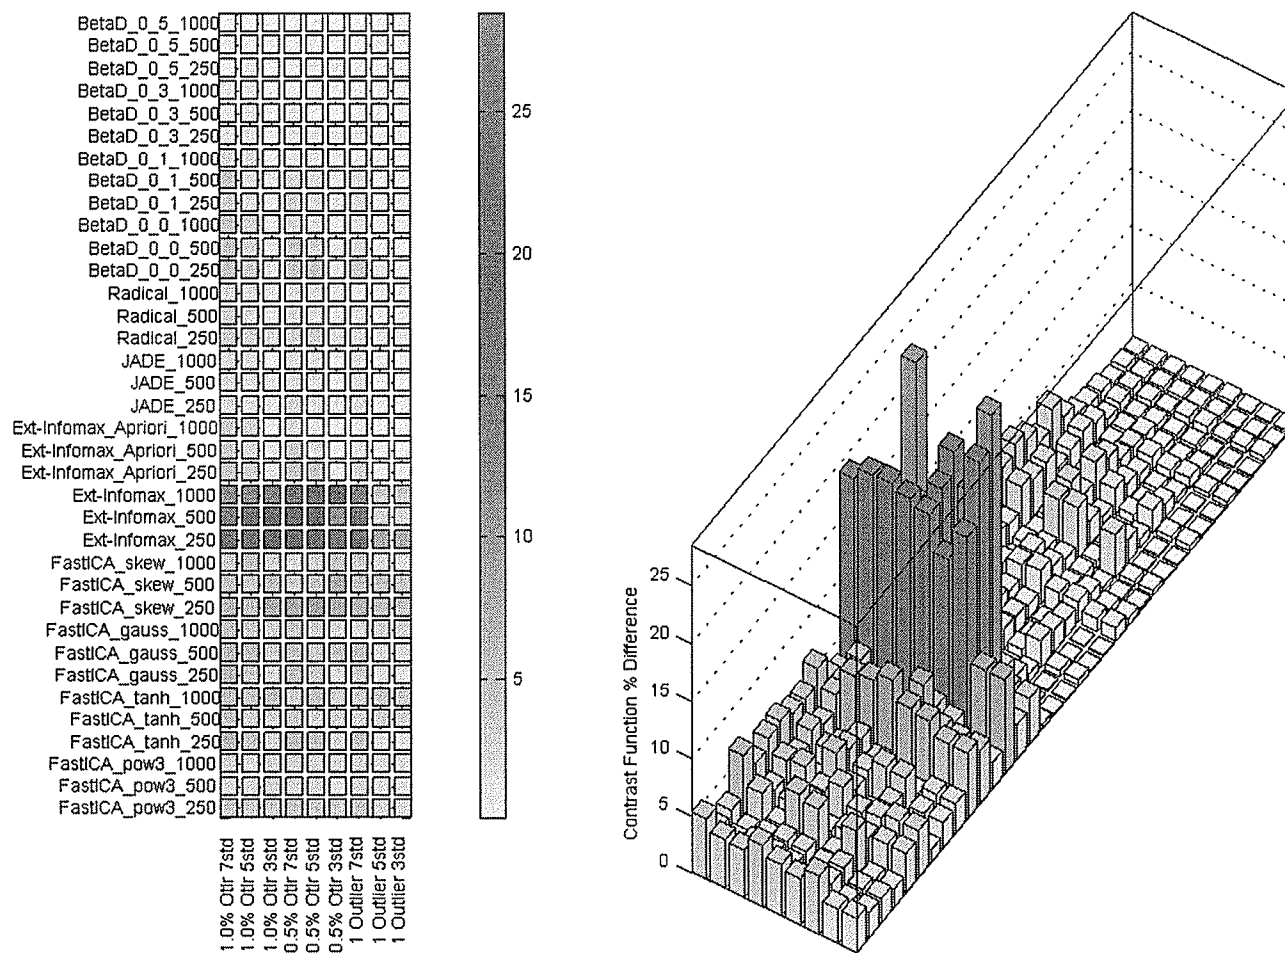 BetaD_0_5_1000
BetaD_0_5_500
BetaD_0_5_250
BetaD_0_3_1000
BetaD_0_3_500
BetaD_0_3_250
BetaD_0_1_1000
BetaD_0_1_500
BetaD_0_1_250
BetaD_0_0_1000
BetaD_0_0_500
BetaD_0_0_250
Radical_1000
Radical_500
Radical_250
JADE_1000
JADE_500
JADE_250
Ext-Infomax_Apriori_1000
Ext-Infomax_Apriori_500
Ext-Infomax_Apriori_250
Ext-Infomax_1000
Ext-Infomax_500
Ext-Infomax_250
FastICA_skew_1000
FastICA_skew_500
FastICA_skew_250
FastICA_gauss_1000
FastICA_gauss_500
FastICA_gauss_250
FastICA_tanh_1000
FastICA_tanh_500
FastICA_tanh_250
FastICA_pow3_1000
FastICA_pow3_500
FastICA_pow3_250
1.0% Otlr 7std
1.0% Otlr 5std
1.0% Otlr 3std
0.5% Otlr 7std
0.5% Otlr 5std
0.5% Otlr 3std
1 Outlier 7std
1 Outlier 5std
1 Outlier 3std
25
20
15
10
5
Contrast Function % Difference
25
20
15
10
5
0